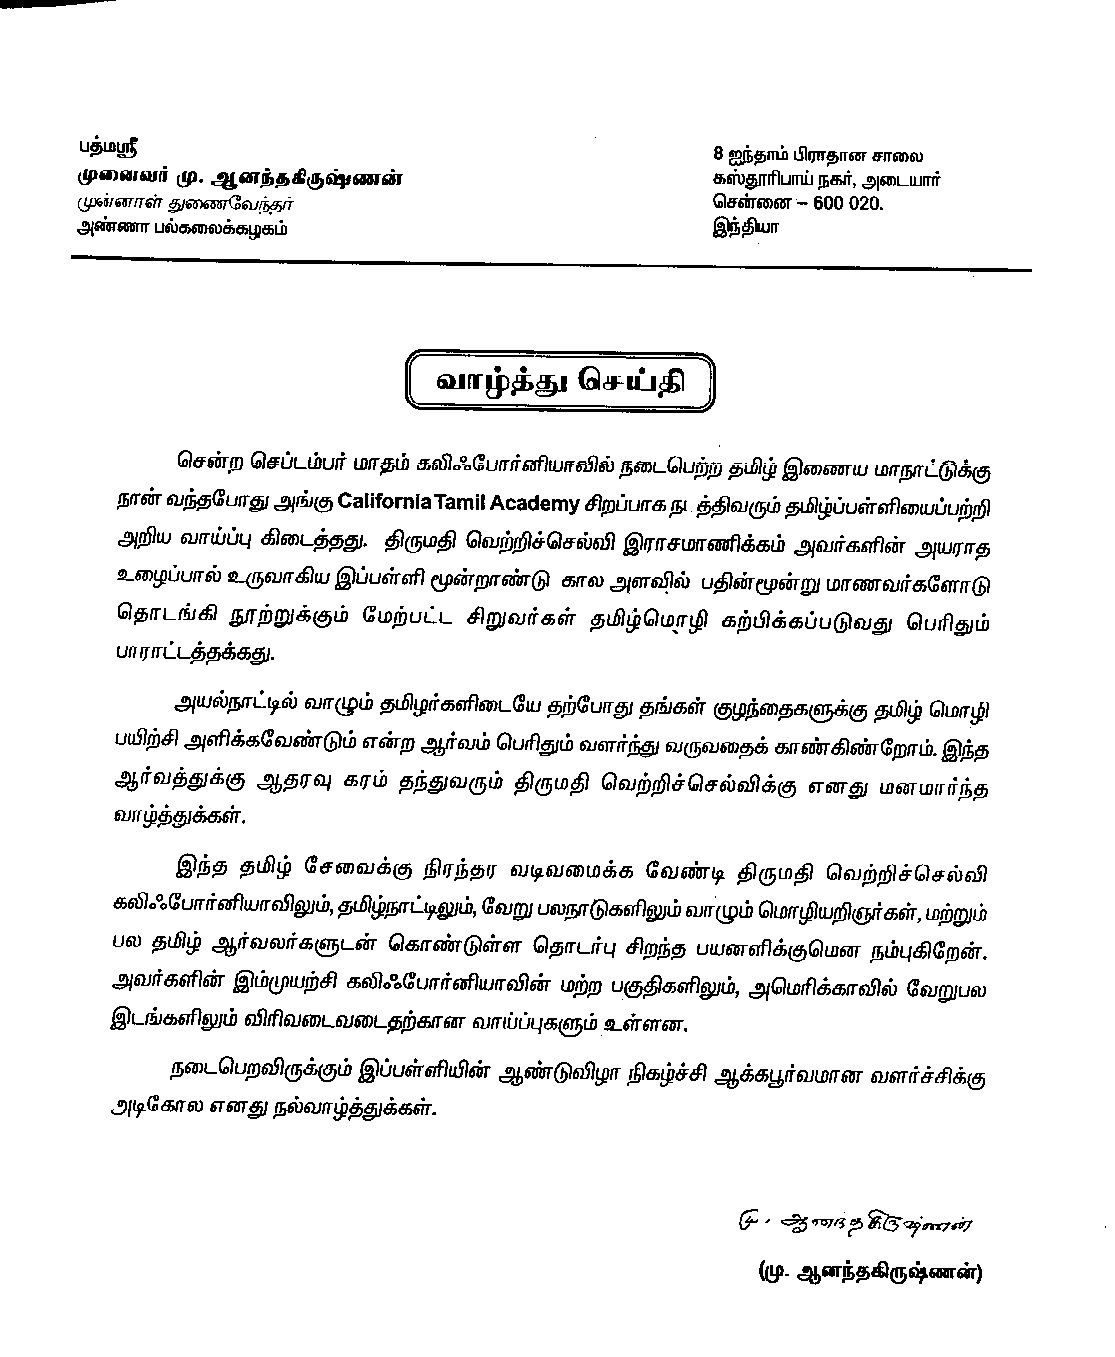 பத்மஸ்ரீ
முனைவர் மு. ஆனந்தகிருஷ்ணன்
முன்னாள் துணைவேந்தர்
அண்ணா பல்கலைக்கழகம்
8 ஐந்தாம் பிரதான சாலை
கஸ்தூரிபாய் நகர், அடையார்
சென்னை – 600 020.
இந்தியா
வாழ்த்து செய்தி
சென்ற செப்டம்பர் மாதம் கலிஃபோர்னியாவில் நடைபெற்ற தமிழ் இணைய மாநாட்டுக்கு
நான் வந்தபோது அங்கு California Tamil Academy சிறப்பாக நடத்திவரும் தமிழ்ப்பள்ளியைப்பற்றி
அறிய வாய்ப்பு கிடைத்தது. திருமதி வெற்றிச்செல்வி இராசமாணிக்கம் அவர்களின் அயராத
உழைப்பால் உருவாகிய இப்பள்ளி மூன்றாண்டு கால அளவில் பதின்மூன்று மாணவர்களோடு
தொடங்கி நூற்றுக்கும் மேற்பட்ட சிறுவர்கள் தமிழ்மொழி கற்பிக்கப்படுவது பெரிதும்
பாராட்டத்தக்கது.
அயல்நாட்டில் வாழும் தமிழர்களிடையே தற்போது தங்கள் குழந்தைகளுக்கு தமிழ் மொழி
பயிற்சி அளிக்கவேண்டும் என்ற ஆர்வம் பெரிதும் வளர்ந்து வருவதைக் காண்கிண்றோம். இந்த
ஆர்வத்துக்கு ஆதரவு கரம் தந்துவரும் திருமதி வெற்றிச்செல்விக்கு எனது மனமார்ந்த
வாழ்த்துக்கள்.
இந்த தமிழ் சேவைக்கு நிரந்தர வடிவமைக்க வேண்டி திருமதி வெற்றிச்செல்வி
கலிஃபோர்னியாவிலும், தமிழ்நாட்டிலும், வேறு பலநாடுகளிலும் வாழும் மொழியறிஞர்கள், மற்றும்
பல தமிழ் ஆர்வலர்களுடன் கொண்டுள்ள தொடர்பு சிறந்த பயனளிக்குமென நம்புகிறேன்.
அவர்களின் இம்முயற்சி கலிஃபோர்னியாவின் மற்ற பகுதிகளிலும், அமெரிக்காவில் வேறுபல
இடங்களிலும் விரிவடைவடைதற்கான வாய்ப்புகளும் உள்ளன.
நடைபெறவிருக்கும் இப்பள்ளியின் ஆண்டுவிழா நிகழ்ச்சி ஆக்கபூர்வமான வளர்ச்சிக்கு
அடிகோல எனது நல்வாழ்த்துக்கள்.
மு. ஆனந்தகிருஷ்ணன்
(மு. ஆனந்தகிருஷ்ணன்)